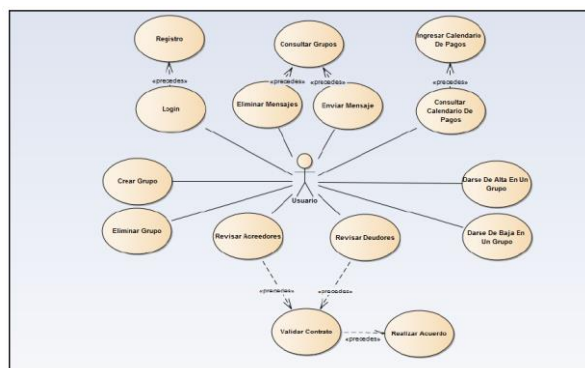 Registro
Consultar Grupos
Ingresar Calendario
De Pagos
«precedes»
«precedes»
«precedes»
«precedes»
Login
Eliminar Mensajes
Enviar Mensaje
Consultar
Calendario De
Pagos
Crear Grupo
Darse De Alta En Un
Grupo
Usuario
Eliminar Grupo
Revisar Acreedores
Revisar Deudores
Darse De Baja En
Un Grupo
«precedes»
«precedes»
Validar Contrato
«precedes»
Realizar Acuerdo